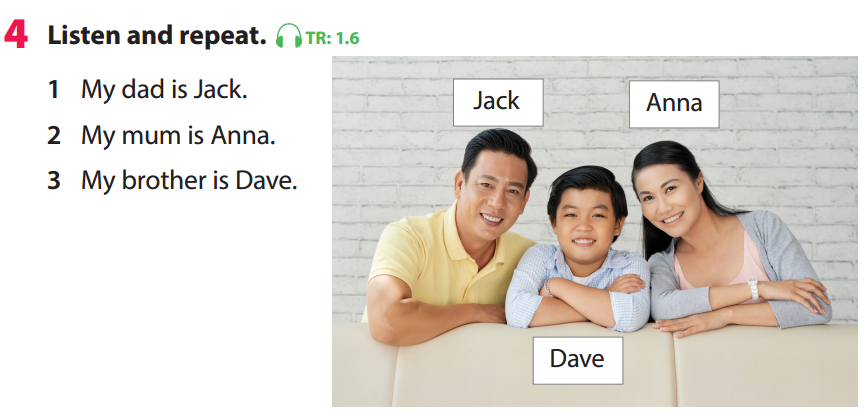 4 Listen and repeat. TR: 1.6
1 My dad is Jack.
2 My mum is Anna.
3 My brother is Dave.
Jack
Anna
Dave